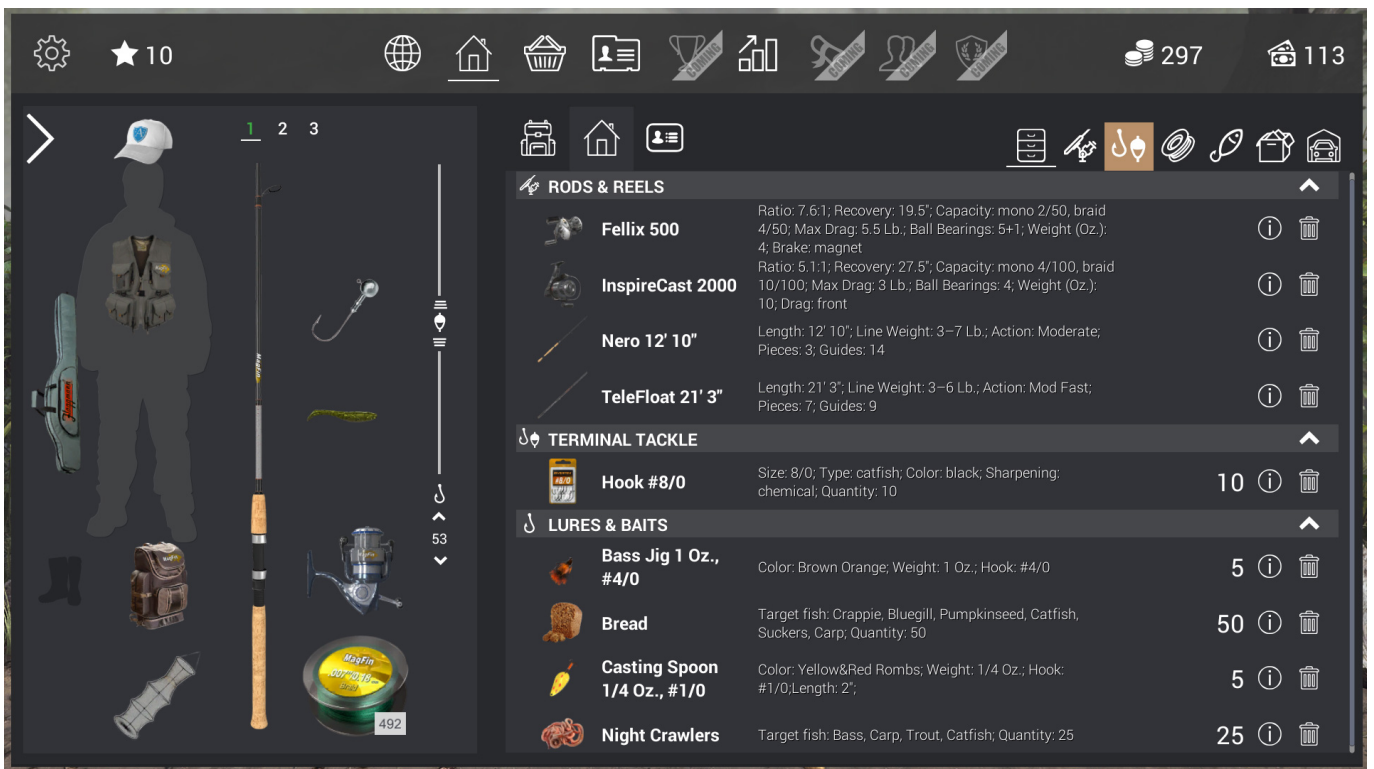 10
COMING
COMING
COMING
COMING
297
113
1 2 3
53
MagFin
MagFin
Braid
492
RODS & REELS
Fellix 500
Ratio: 7.6:1; Recovery: 19.5"; Capacity: mono 2/50, braid
4/50; Max Drag: 5.5 Lb.; Ball Bearings: 5+1; Weight (Oz.):
4; Brake: magnet
InspireCast 2000
Ratio: 5.1:1; Recovery: 27.5"; Capacity: mono 4/100, braid
10/100; Max Drag: 3 Lb.; Ball Bearings: 4; Weight (Oz.):
10; Drag: front
Nero 12' 10"
Length: 12' 10"; Line Weight: 3–7 Lb.; Action: Moderate;
Pieces: 3; Guides: 14
TeleFloat 21' 3"
Length: 21' 3"; Line Weight: 3–6 Lb.; Action: Mod Fast;
Pieces: 7; Guides: 9
TERMINAL TACKLE
#8/0
Hook #8/0
Size: 8/0; Type: catfish; Color: black; Sharpening:
chemical; Quantity: 10
10
LURES & BAITS
Bass Jig 1 Oz.,
#4/0
Color: Brown Orange; Weight: 1 Oz.; Hook: #4/0
5
Bread
Target fish: Crappie, Bluegill, Pumpkinseed, Catfish,
Suckers, Carp; Quantity: 50
50
Casting Spoon
1/4 Oz., #1/0
Color: Yellow&Red Rombs; Weight: 1/4 Oz.; Hook:
#1/0;Length: 2";
5
Night Crawlers
Target fish: Bass, Carp, Trout, Catfish; Quantity: 25
25